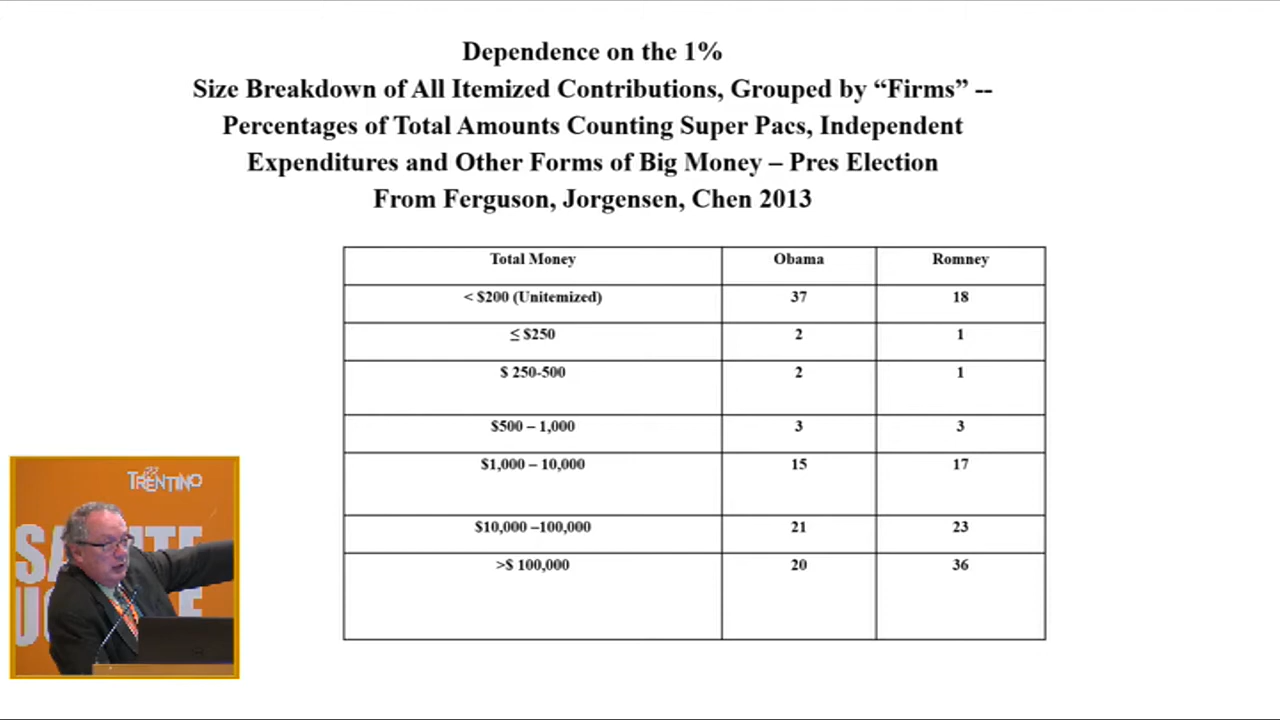 Dependence on the 1%
Size Breakdown of All Itemized Contributions, Grouped by “Firms” --
Percentages of Total Amounts Counting Super Pacs, Independent
Expenditures and Other Forms of Big Money – Pres Election
From Ferguson, Jorgensen, Chen 2013
Total Money Obama Romney
< $200 (Unitemized) 37 18
≤ $250 2 1
$ 250-500 2 1
$500 – 1,000 3 3
$1,000 – 10,000 15 17
$10,000 –100,000 21 23
>$ 100,000 20 36
TRENTINO